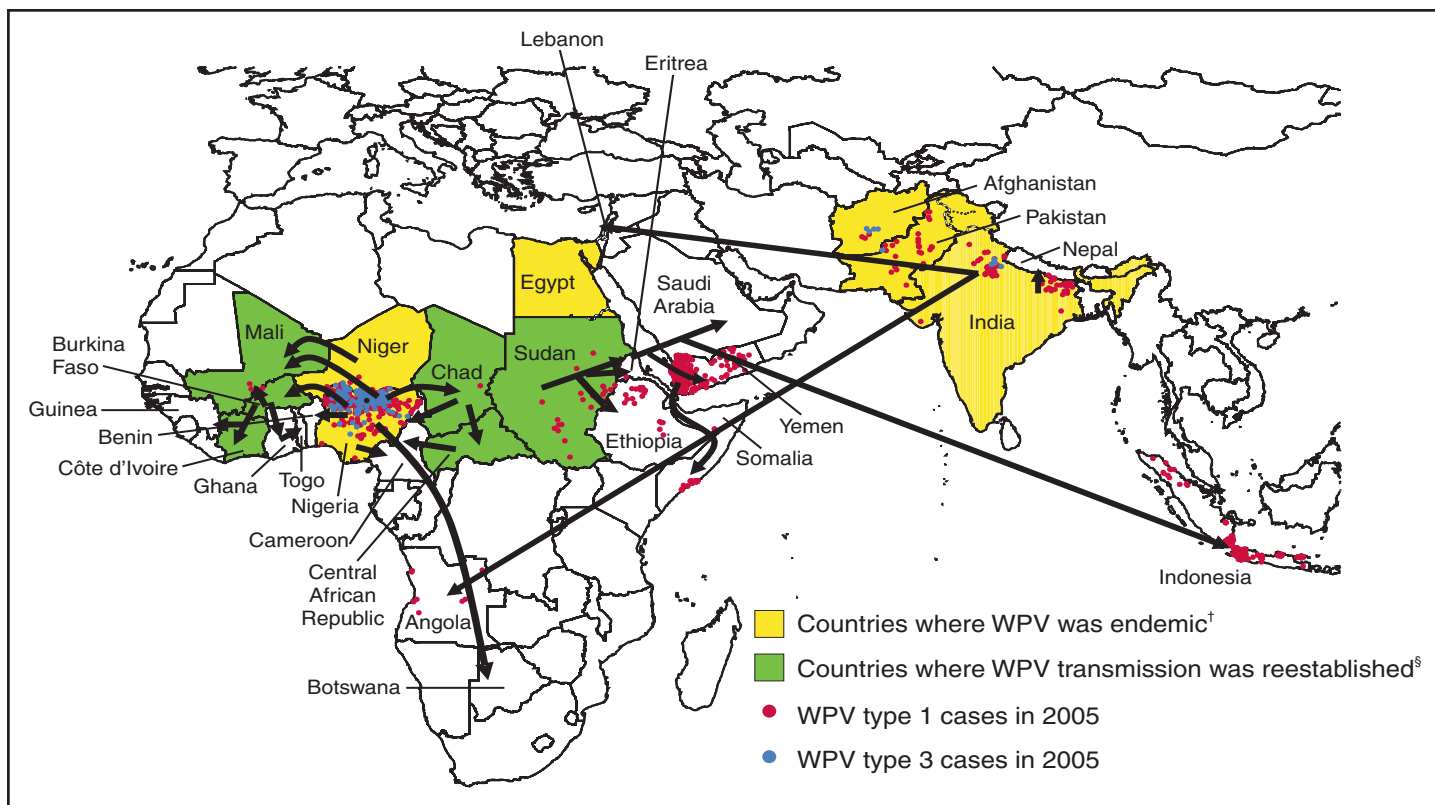 Lebanon
Eritrea
Afghanistan
Pakistan
Nepal
Egypt
Saudi
Arabia
India
Mali
Niger
Burkina
Faso
Chad
Sudan
Guinea
Benin
Ethiopia
Yemen
Somalia
Côte d'Ivoire
Togo
Ghana
Nigeria
Cameroon
Central
African
Republic
Indonesia
Angola
Botswana
Countries where WPV was endemic†
Countries where WPV transmission was reestablished§
WPV type 1 cases in 2005
WPV type 3 cases in 2005